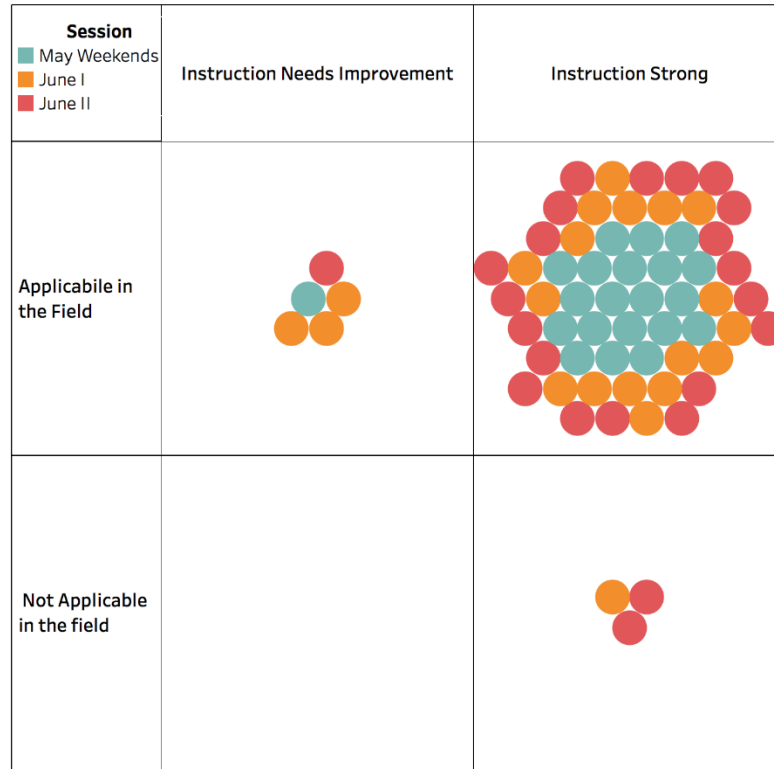 Session
May Weekends
June I
June II
Instruction Needs Improvement
Instruction Strong
Applicabile in
the Field
Not Applicable
in the field